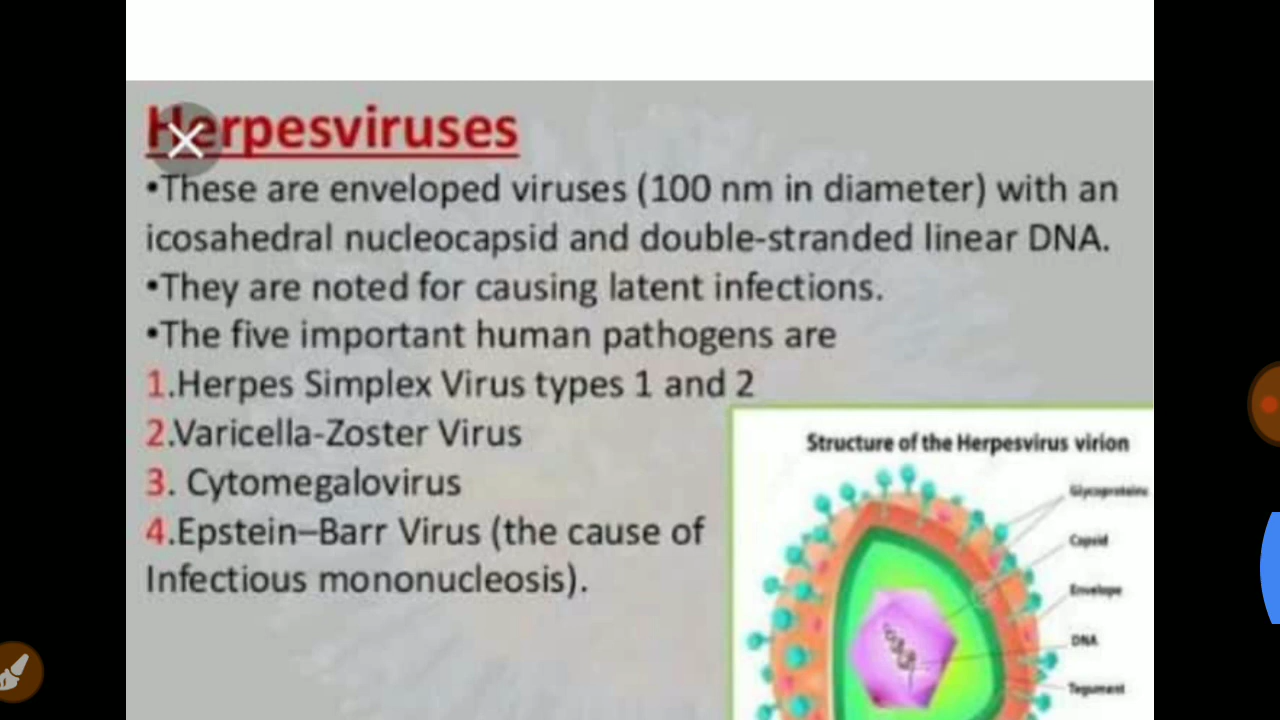 Herpesviruses
•These are enveloped viruses (100 nm in diameter) with an
icosahedral nucleocapsid and double-stranded linear DNA.
•They are noted for causing latent infections.
•The five important human pathogens are
1.Herpes Simplex Virus types 1 and 2
2.Varicella-Zoster Virus
3. Cytomegalovirus
4.Epstein–Barr Virus (the cause of
Infectious mononucleosis).
Structure of the Herpesvirus virion
Glycoproteins
Capsid
Envelope
DNA
Tegument